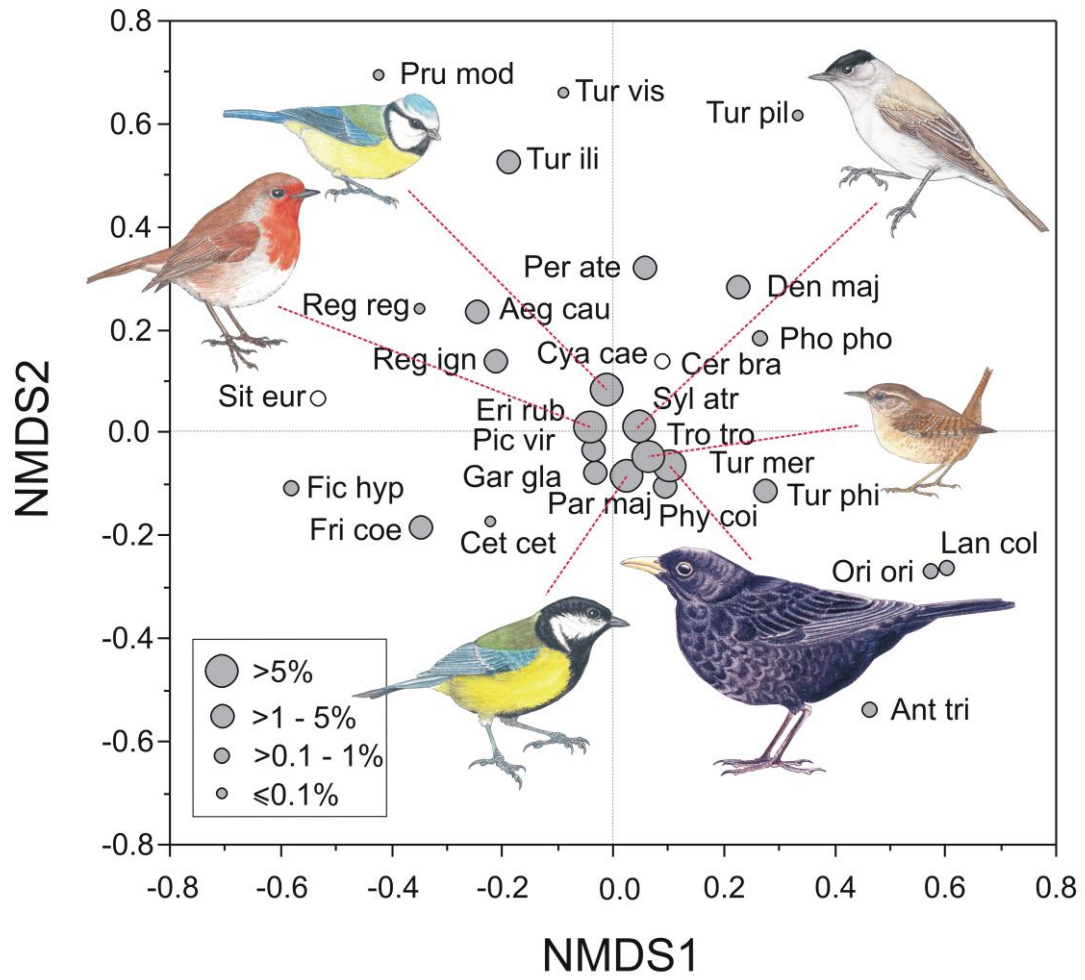 0.8
Pru mod
Tur vis
Tur pil
0.6
Tur ili
0.4
Per ate
Den maj
Reg reg
Aeg cau
0.2
Pho pho
Cya cae
Cer bra
Reg ign
Sit eur
Syl atr
Eri rub
NMDS2
0.0
Pic vir
Tro tro
Gar gla
Tur mer
Fic hyp
Par maj
Tur phi
Fri coe
Phy coi
-0.2
Cet cet
Lan col
Ori ori
-0.4
>5%
Ant tri
>1 - 5%
-0.6
>0.1 - 1%
⩽0.1%
-0.8
-0.8 -0.6 -0.4 -0.2 0.0 0.2 0.4 0.6 0.8
NMDS1